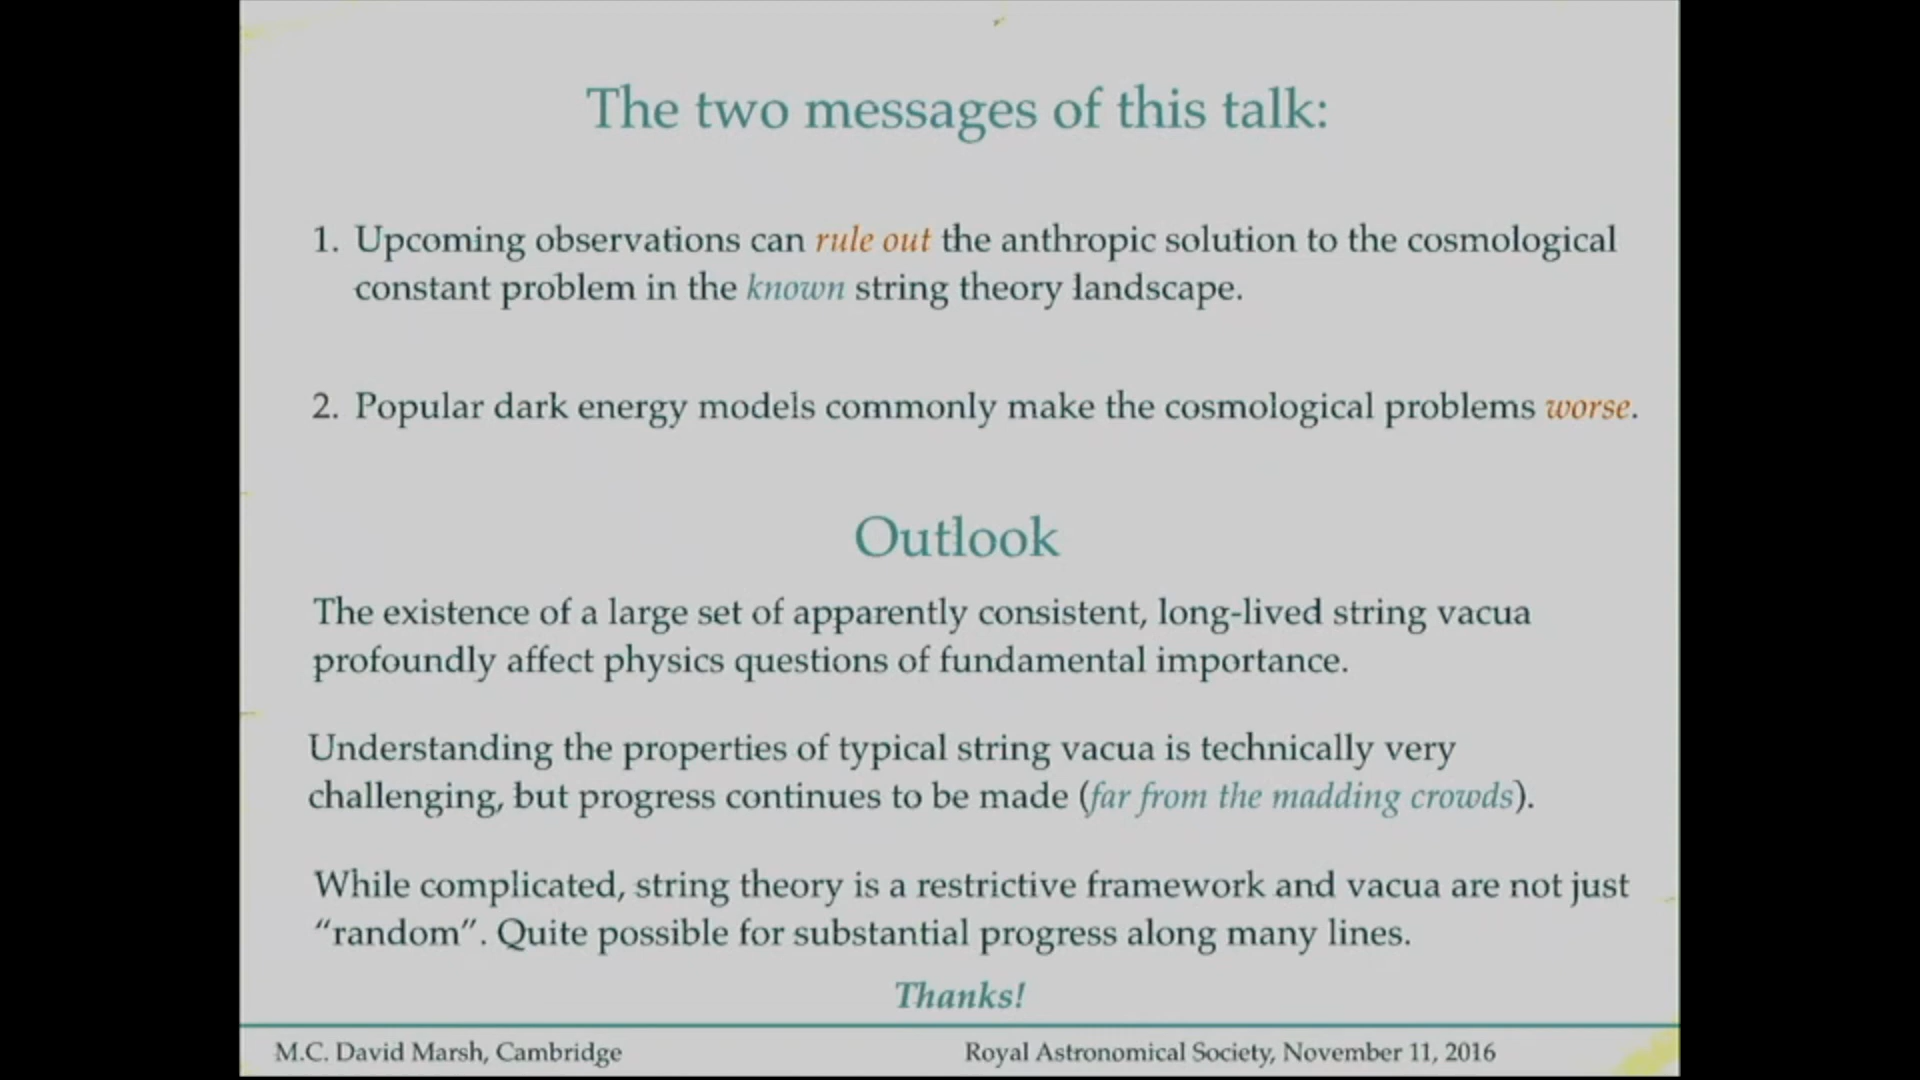 The two messages of this talk:
1. Upcoming observations can rule out the anthropic solution to the cosmological
constant problem in the known string theory landscape.
2. Popular dark energy models commonly make the cosmological problems worse.
Outlook
The existence of a large set of apparently consistent, long-lived string vacua
profoundly affect physics questions of fundamental importance.
Understanding the properties of typical string vacua is technically very
challenging, but progress continues to be made (far from the madding crowds).
While complicated, string theory is a restrictive framework and vacua are not just
“random”. Quite possible for substantial progress along many lines.
Thanks!
M.C. David Marsh, Cambridge
Royal Astronomical Society, November 11, 2016